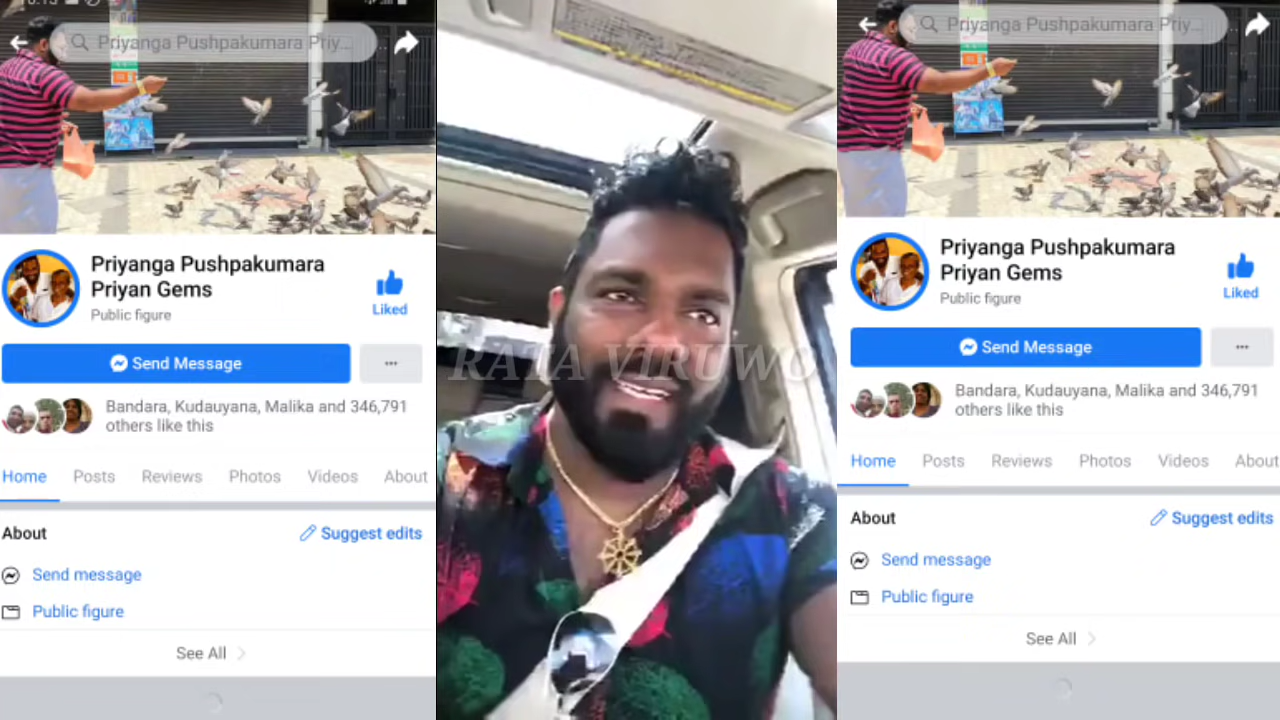 Priyanga Pushpakumara Priy...
Priyanga Pushpakumara
Priyan Gems
Public figure
Liked
Send Message
Bandara, Kudauyana, Malika and 346,791
others like this
Home Posts Reviews Photos Videos About
About
Suggest edits
Send message
Public figure
See All
RATA VIRUWO
Priyanga Pushpakumara Priy...
Priyanga Pushpakumara
Priyan Gems
Public figure
Liked
Send Message
Bandara, Kudauyana, Malika and 346,791
others like this
Home Posts Reviews Photos Videos About
About
Suggest edits
Send message
Public figure
See All